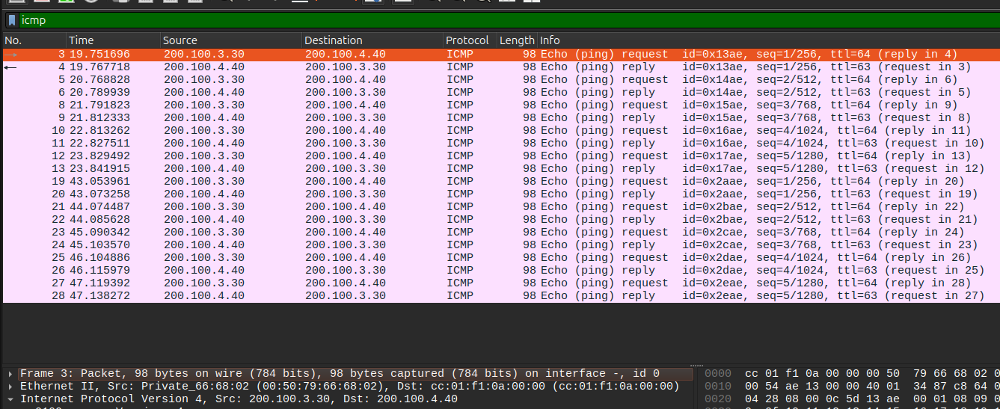 icmp
No. Time Source Destination Protocol Length Info
3 19.751696 200.100.3.30 200.100.4.40 ICMP 98 Echo (ping) request id=0x13ae, seq=1/256, ttl=64 (reply in 4)
4 19.767718 200.100.4.40 200.100.3.30 ICMP 98 Echo (ping) reply id=0x13ae, seq=1/256, ttl=63 (request in 3)
5 20.768828 200.100.3.30 200.100.4.40 ICMP 98 Echo (ping) request id=0x14ae, seq=2/512, ttl=64 (reply in 6)
6 20.789939 200.100.4.40 200.100.3.30 ICMP 98 Echo (ping) reply id=0x14ae, seq=2/512, ttl=63 (request in 5)
8 21.791823 200.100.3.30 200.100.4.40 ICMP 98 Echo (ping) request id=0x15ae, seq=3/768, ttl=64 (reply in 9)
9 21.812333 200.100.4.40 200.100.3.30 ICMP 98 Echo (ping) reply id=0x15ae, seq=3/768, ttl=63 (request in 8)
10 22.813262 200.100.3.30 200.100.4.40 ICMP 98 Echo (ping) request id=0x16ae, seq=4/1024, ttl=64 (reply in 11)
11 22.827511 200.100.4.40 200.100.3.30 ICMP 98 Echo (ping) reply id=0x16ae, seq=4/1024, ttl=63 (request in 10)
12 23.829492 200.100.3.30 200.100.4.40 ICMP 98 Echo (ping) request id=0x17ae, seq=5/1280, ttl=64 (reply in 13)
13 23.841915 200.100.4.40 200.100.3.30 ICMP 98 Echo (ping) reply id=0x17ae, seq=5/1280, ttl=63 (request in 12)
19 43.053961 200.100.3.30 200.100.4.40 ICMP 98 Echo (ping) request id=0x2aae, seq=1/256, ttl=64 (reply in 20)
20 43.073258 200.100.4.40 200.100.3.30 ICMP 98 Echo (ping) reply id=0x2aae, seq=1/256, ttl=63 (request in 19)
21 44.074487 200.100.3.30 200.100.4.40 ICMP 98 Echo (ping) request id=0x2bae, seq=2/512, ttl=64 (reply in 22)
22 44.085628 200.100.4.40 200.100.3.30 ICMP 98 Echo (ping) reply id=0x2bae, seq=2/512, ttl=63 (request in 21)
23 45.090342 200.100.3.30 200.100.4.40 ICMP 98 Echo (ping) request id=0x2cae, seq=3/768, ttl=64 (reply in 24)
24 45.103570 200.100.4.40 200.100.3.30 ICMP 98 Echo (ping) reply id=0x2cae, seq=3/768, ttl=63 (request in 23)
25 46.104886 200.100.3.30 200.100.4.40 ICMP 98 Echo (ping) request id=0x2dae, seq=4/1024, ttl=64 (reply in 26)
26 46.115979 200.100.4.40 200.100.3.30 ICMP 98 Echo (ping) reply id=0x2dae, seq=4/1024, ttl=63 (request in 25)
27 47.119392 200.100.3.30 200.100.4.40 ICMP 98 Echo (ping) request id=0x2eae, seq=5/1280, ttl=64 (reply in 28)
28 47.138272 200.100.4.40 200.100.3.30 ICMP 98 Echo (ping) reply id=0x2eae, seq=5/1280, ttl=63 (request in 27)
Frame 3: Packet, 98 bytes on wire (784 bits), 98 bytes captured (784 bits) on interface -, id 0
Ethernet II, Src: Private_66:68:02 (00:50:79:66:68:02), Dst: cc:01:f1:0a:00:00 (cc:01:f1:0a:00:00)
Internet Protocol Version 4, Src: 200.100.3.30, Dst: 200.100.4.40
0000 cc 01 f1 0a 00 00 00 50 79 66 68 02 0
0010 00 54 ae 13 00 00 40 01 34 87 c8 64 0
0020 04 28 08 00 0c 5d 13 ae 00 01 08 09 0